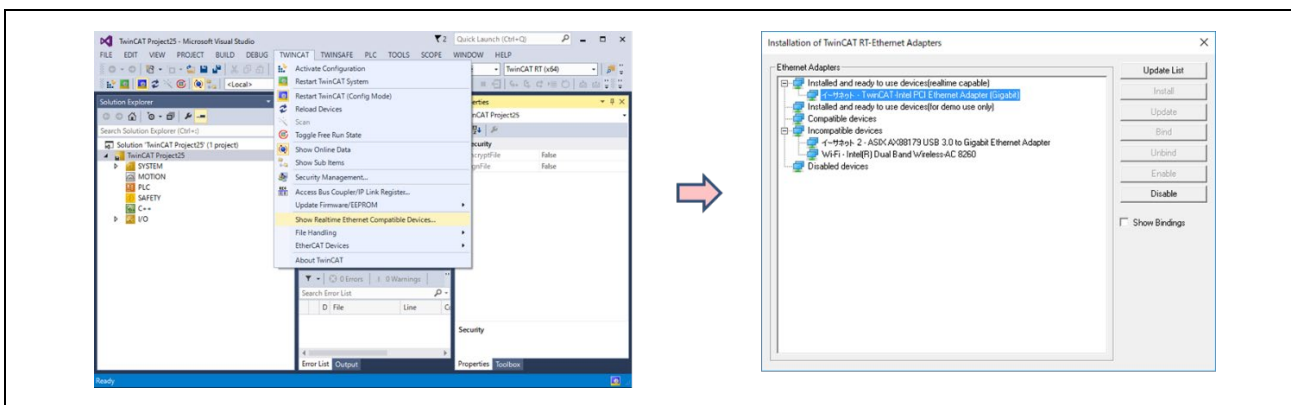 TwinCAT Project25 - Microsoft Visual Studio
2
Quick Launch (Ctrl+Q)
FILE EDIT VIEW PROJECT BUILD DEBUG TWINCAT TWINSAFE PLC TOOLS SCOPE WINDOW HELP
TwinCAT RT (x64)
<Local>
Activate Configuration
Restart TwinCAT System
Restart TwinCAT (Config Mode)
Reload Devices
Scan
Toggle Free Run State
Show Online Data
Show Sub Items
Security Management...
Access Bus Coupler/IP Link Register...
Update Firmware/EEPROM
Show Realtime Ethernet Compatible Devices...
File Handling
EtherCAT Devices
About TwinCAT
Solution Explorer
Search Solution Explorer (Ctrl+;)
Solution 'TwinCAT Project25' (1 project)
TwinCAT Project25
SYSTEM
MOTION
PLC
SAFETY
C++
I/O
erties
nCAT Project25
ecurity
cryptFile False
gnFile False
0 Errors 0 Warnings
Search Error List
D File Line C
Error List Output
Security
Properties Toolbox
Ready
Installation of TwinCAT RT-Ethernet Adapters
Ethernet Adapters
Installed and ready to use devices(realtime capable)
イーサネット - TwinCAT-Intel PCI Ethernet Adapter (Gigabit)
Installed and ready to use devices(for demo use only)
Compatible devices
Incompatible devices
イーサネット 2 - ASIX AX88179 USB 3.0 to Gigabit Ethernet Adapter
Wi-Fi - Intel(R) Dual Band Wireless-AC 8260
Disabled devices
Update List
Install
Update
Bind
Unbind
Enable
Disable
Show Bindings